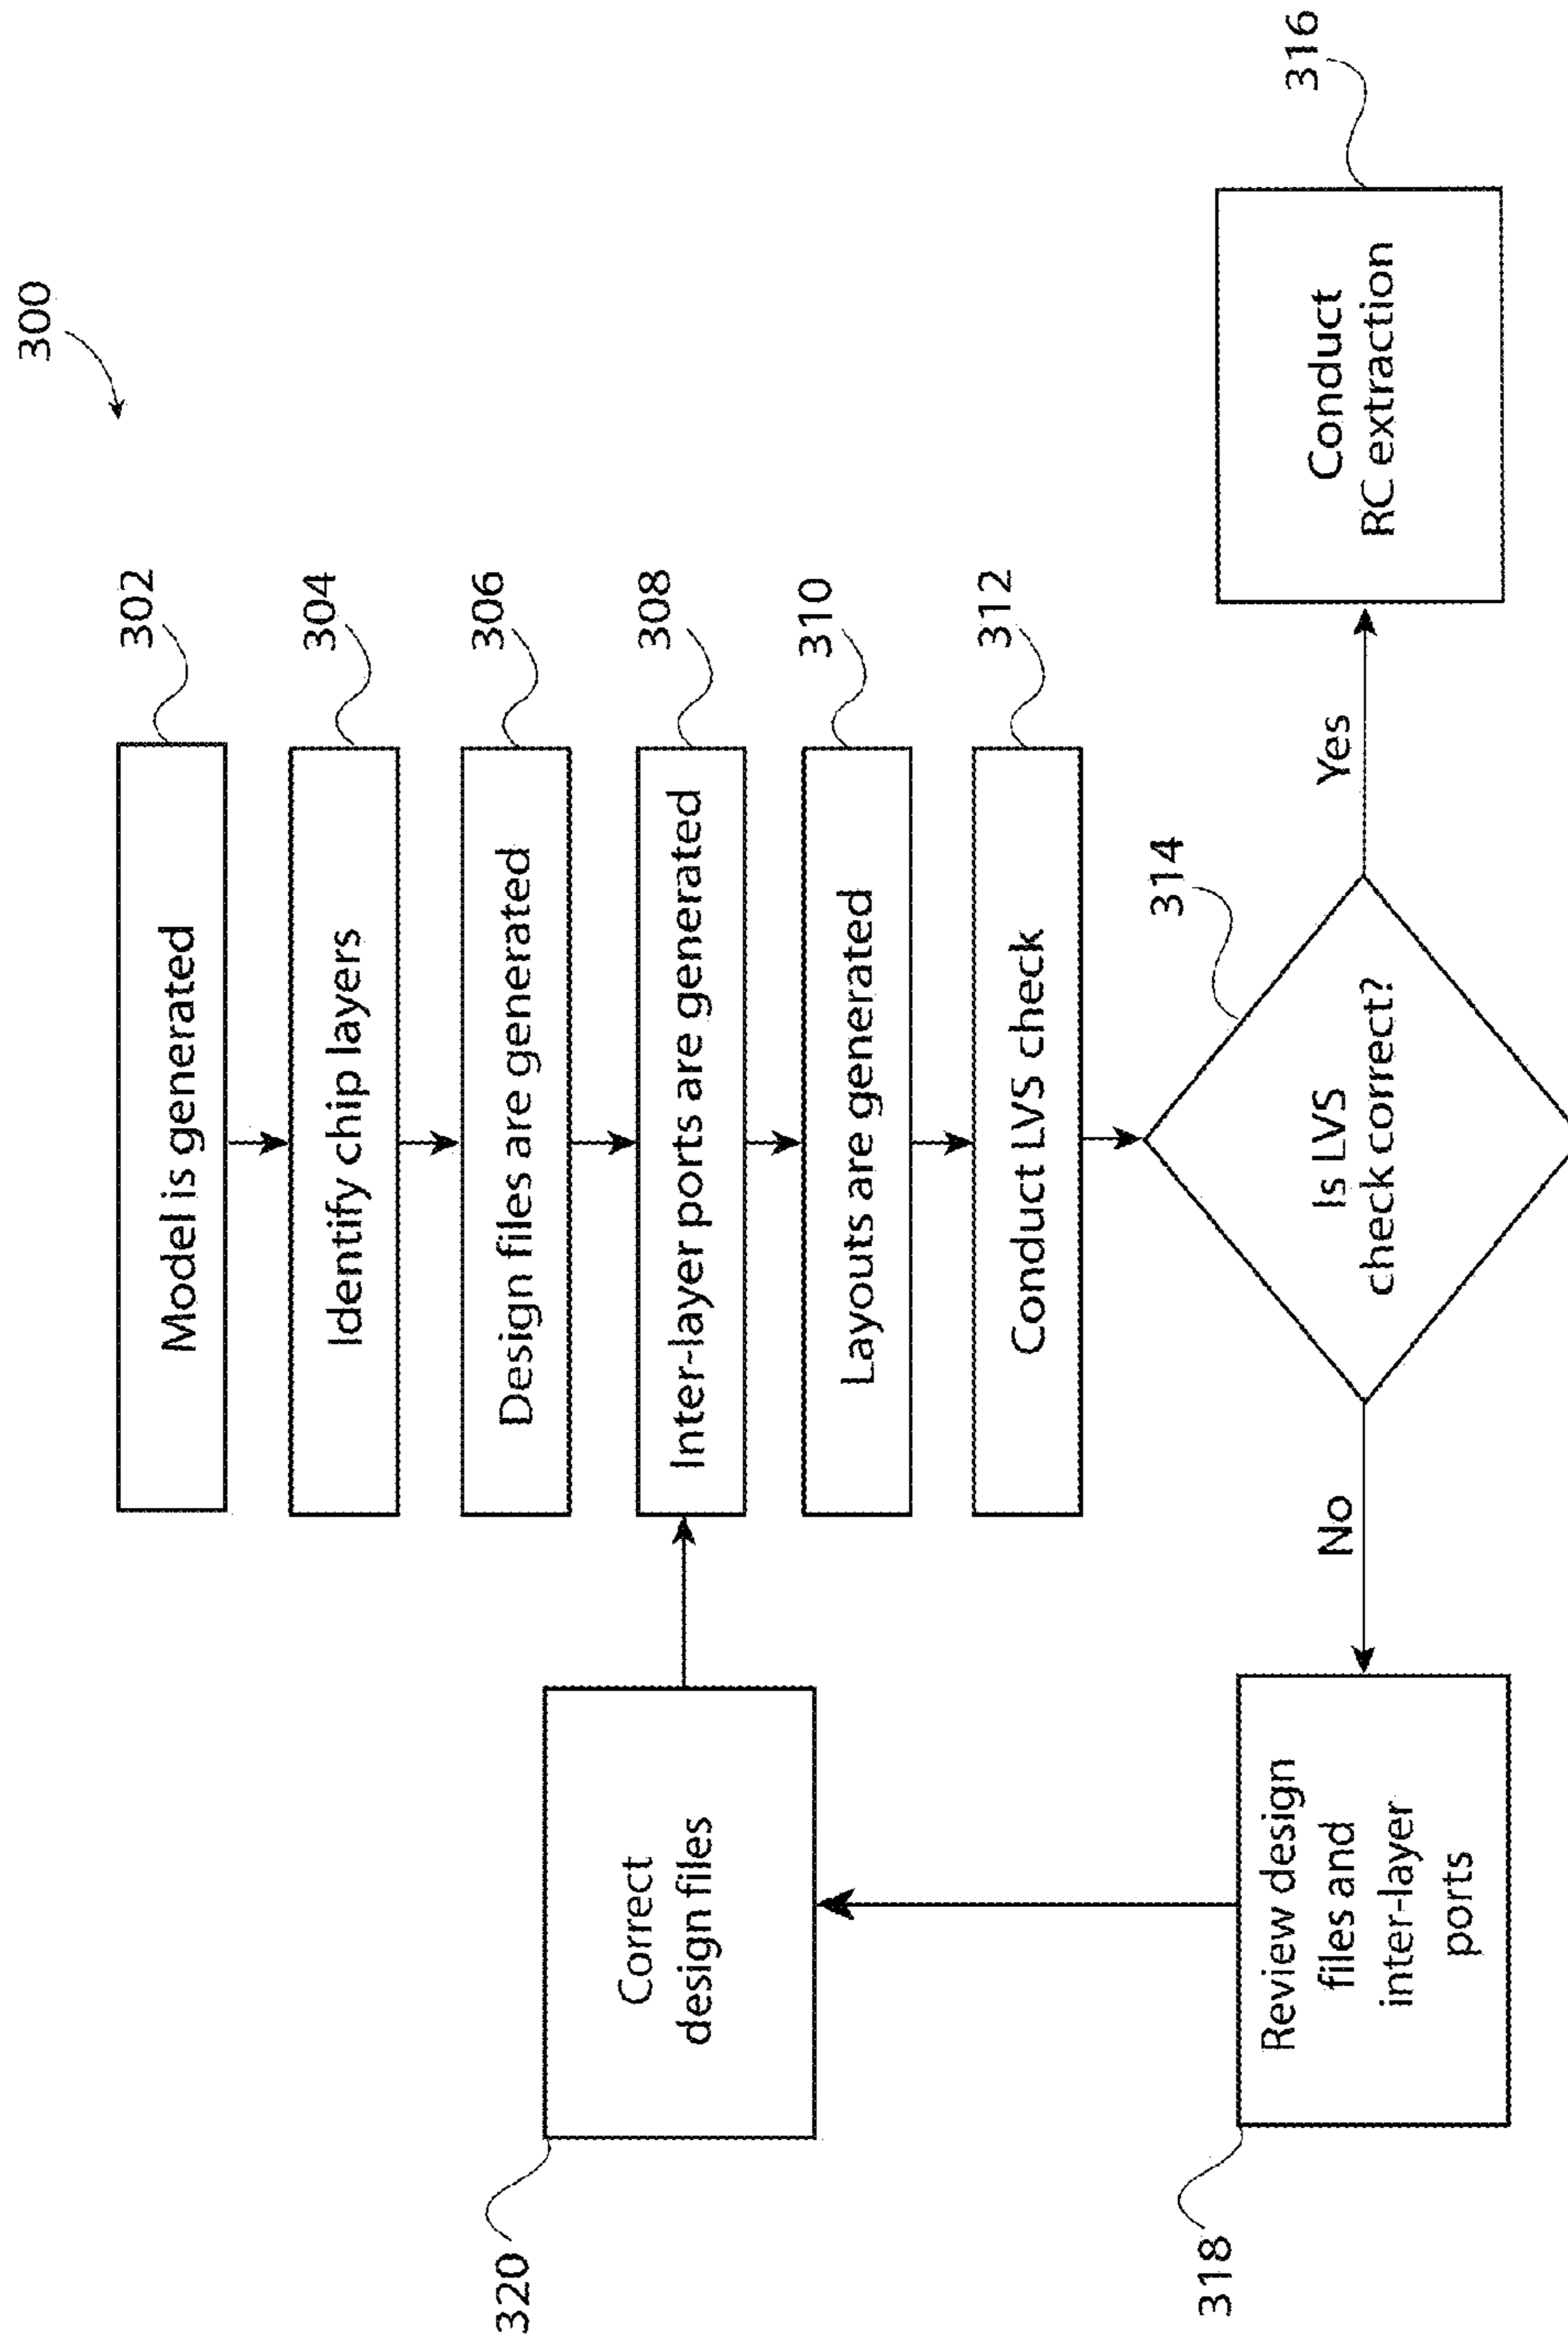 300
Model is generated
302
Identify chip layers
304
Design files are generated
306
Inter-layer ports are generated
308
Layouts are generated
310
Conduct LVS check
312
Is LVS
check correct?
314
Yes
Conduct
RC extraction
316
No
Review design
files and
inter-layer
ports
318
Correct
design files
320